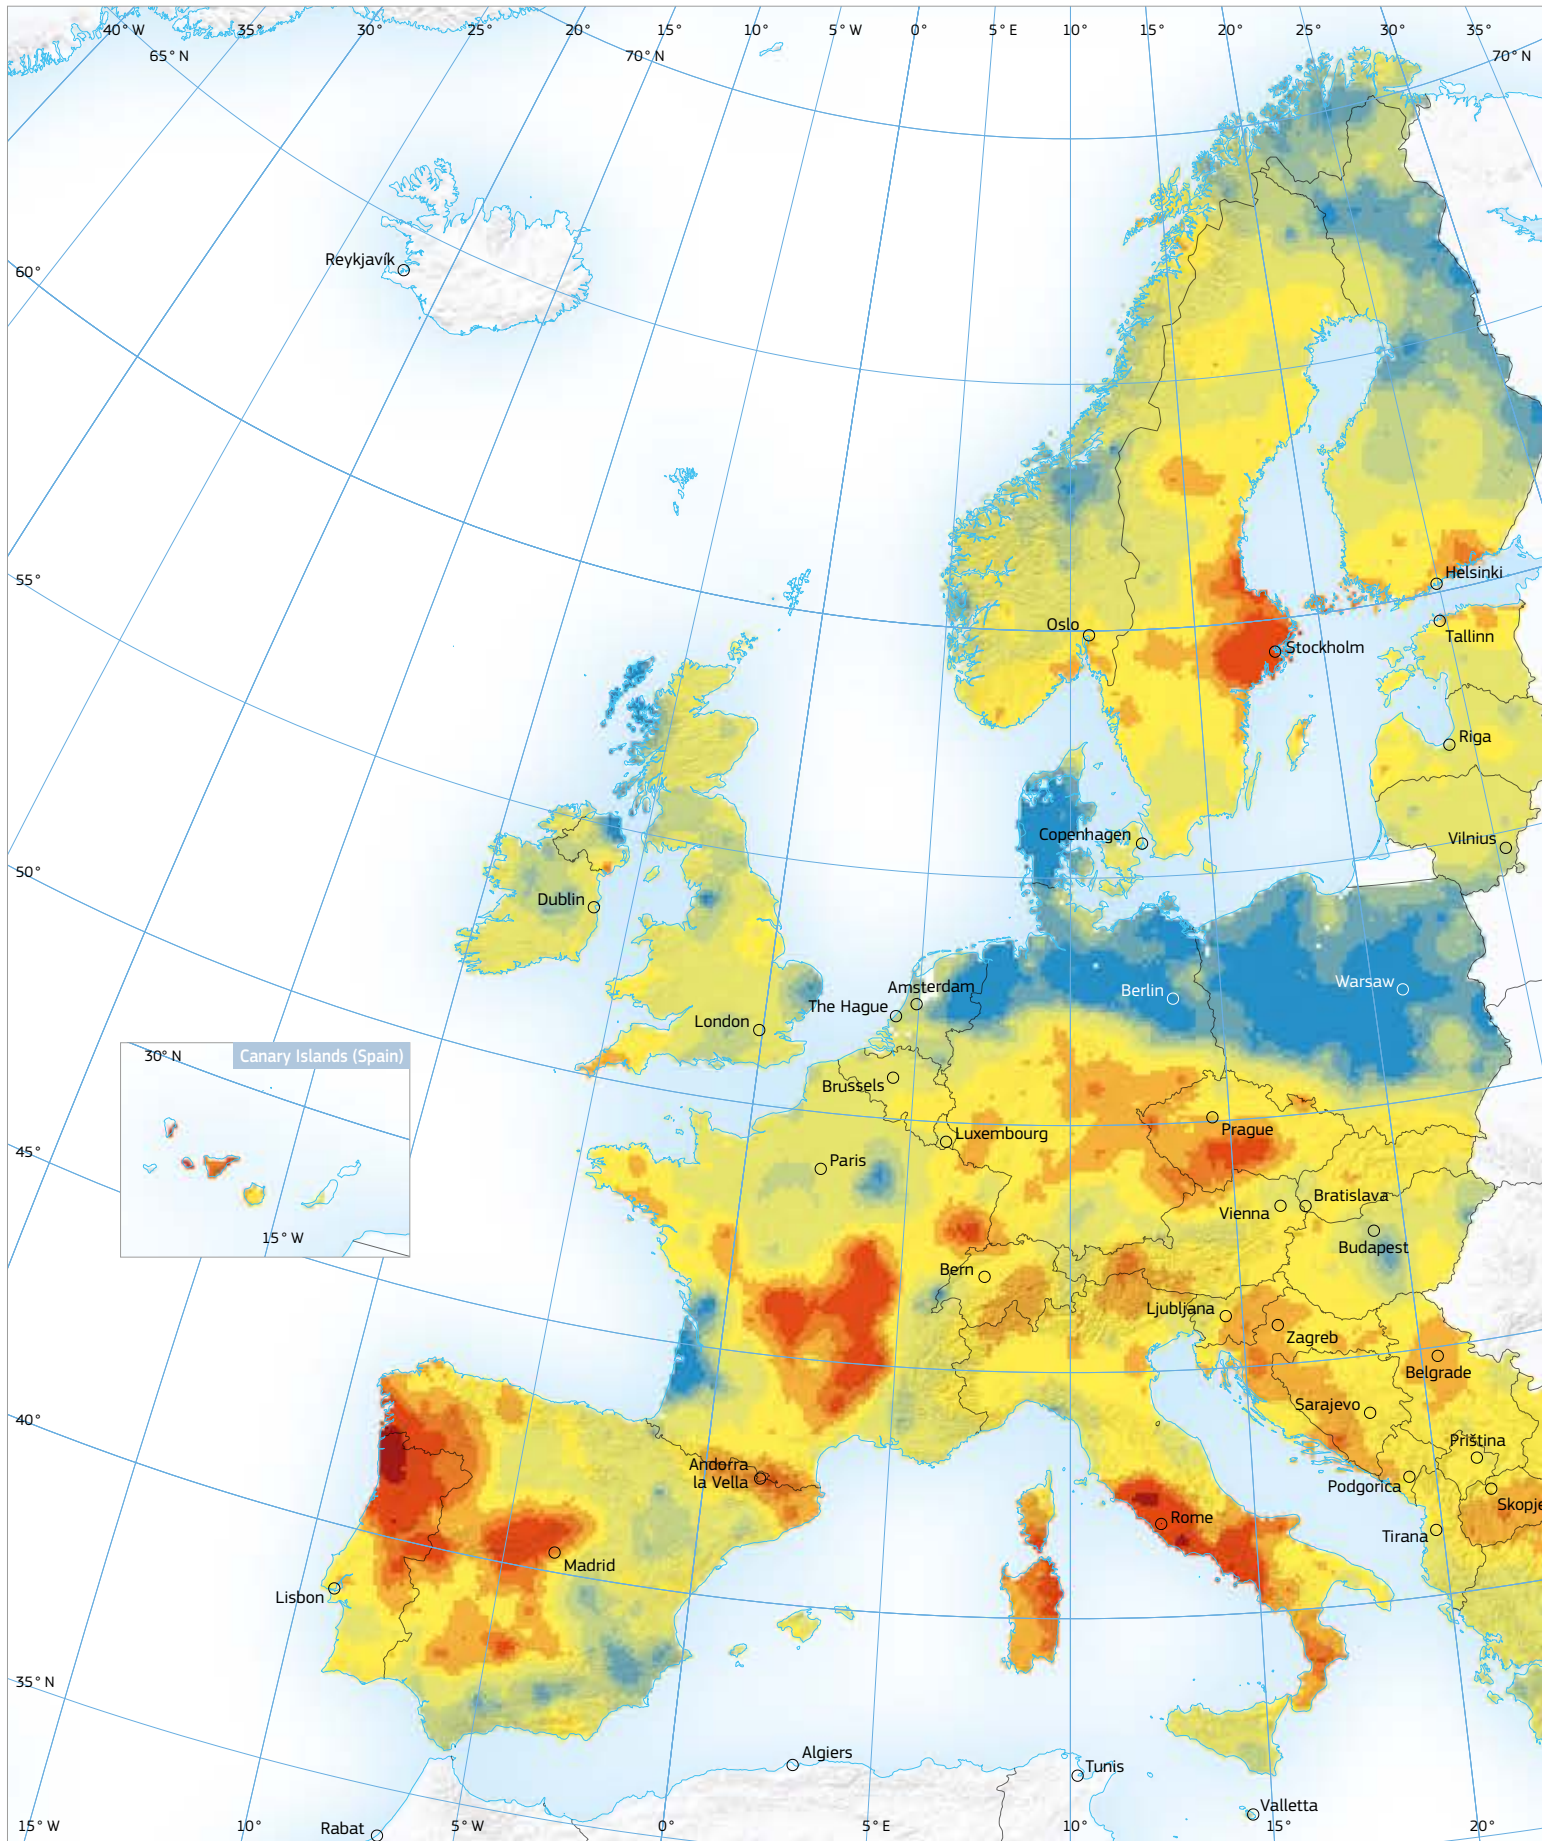 40° W
35°
30°
25°
20°
15°
10°
5° W
0°
5° E
10°
15°
20°
25°
30°
35°
65° N
70° N
70° N
Reykjavík
60°
55°
Helsinki
Oslo
Tallinn
Stockholm
Riga
Copenhagen
Vilnius
50°
Dublin
Amsterdam
Warsaw
Berlin
The Hague
London
30° N
Canary Islands (Spain)
Brussels
Prague
Luxembourg
45°
Paris
Bratislava
Vienna
15° W
Budapest
Bern
Ljubljana
Zagreb
Belgrade
40°
Sarajevo
Priština
Andorra
la Vella
Podgorica
Skopje
Rome
Tirana
Madrid
Lisbon
35° N
Algiers
Tunis
Valletta
15° W
10°
Rabat
5° W
0°
5° E
10°
15°
20°